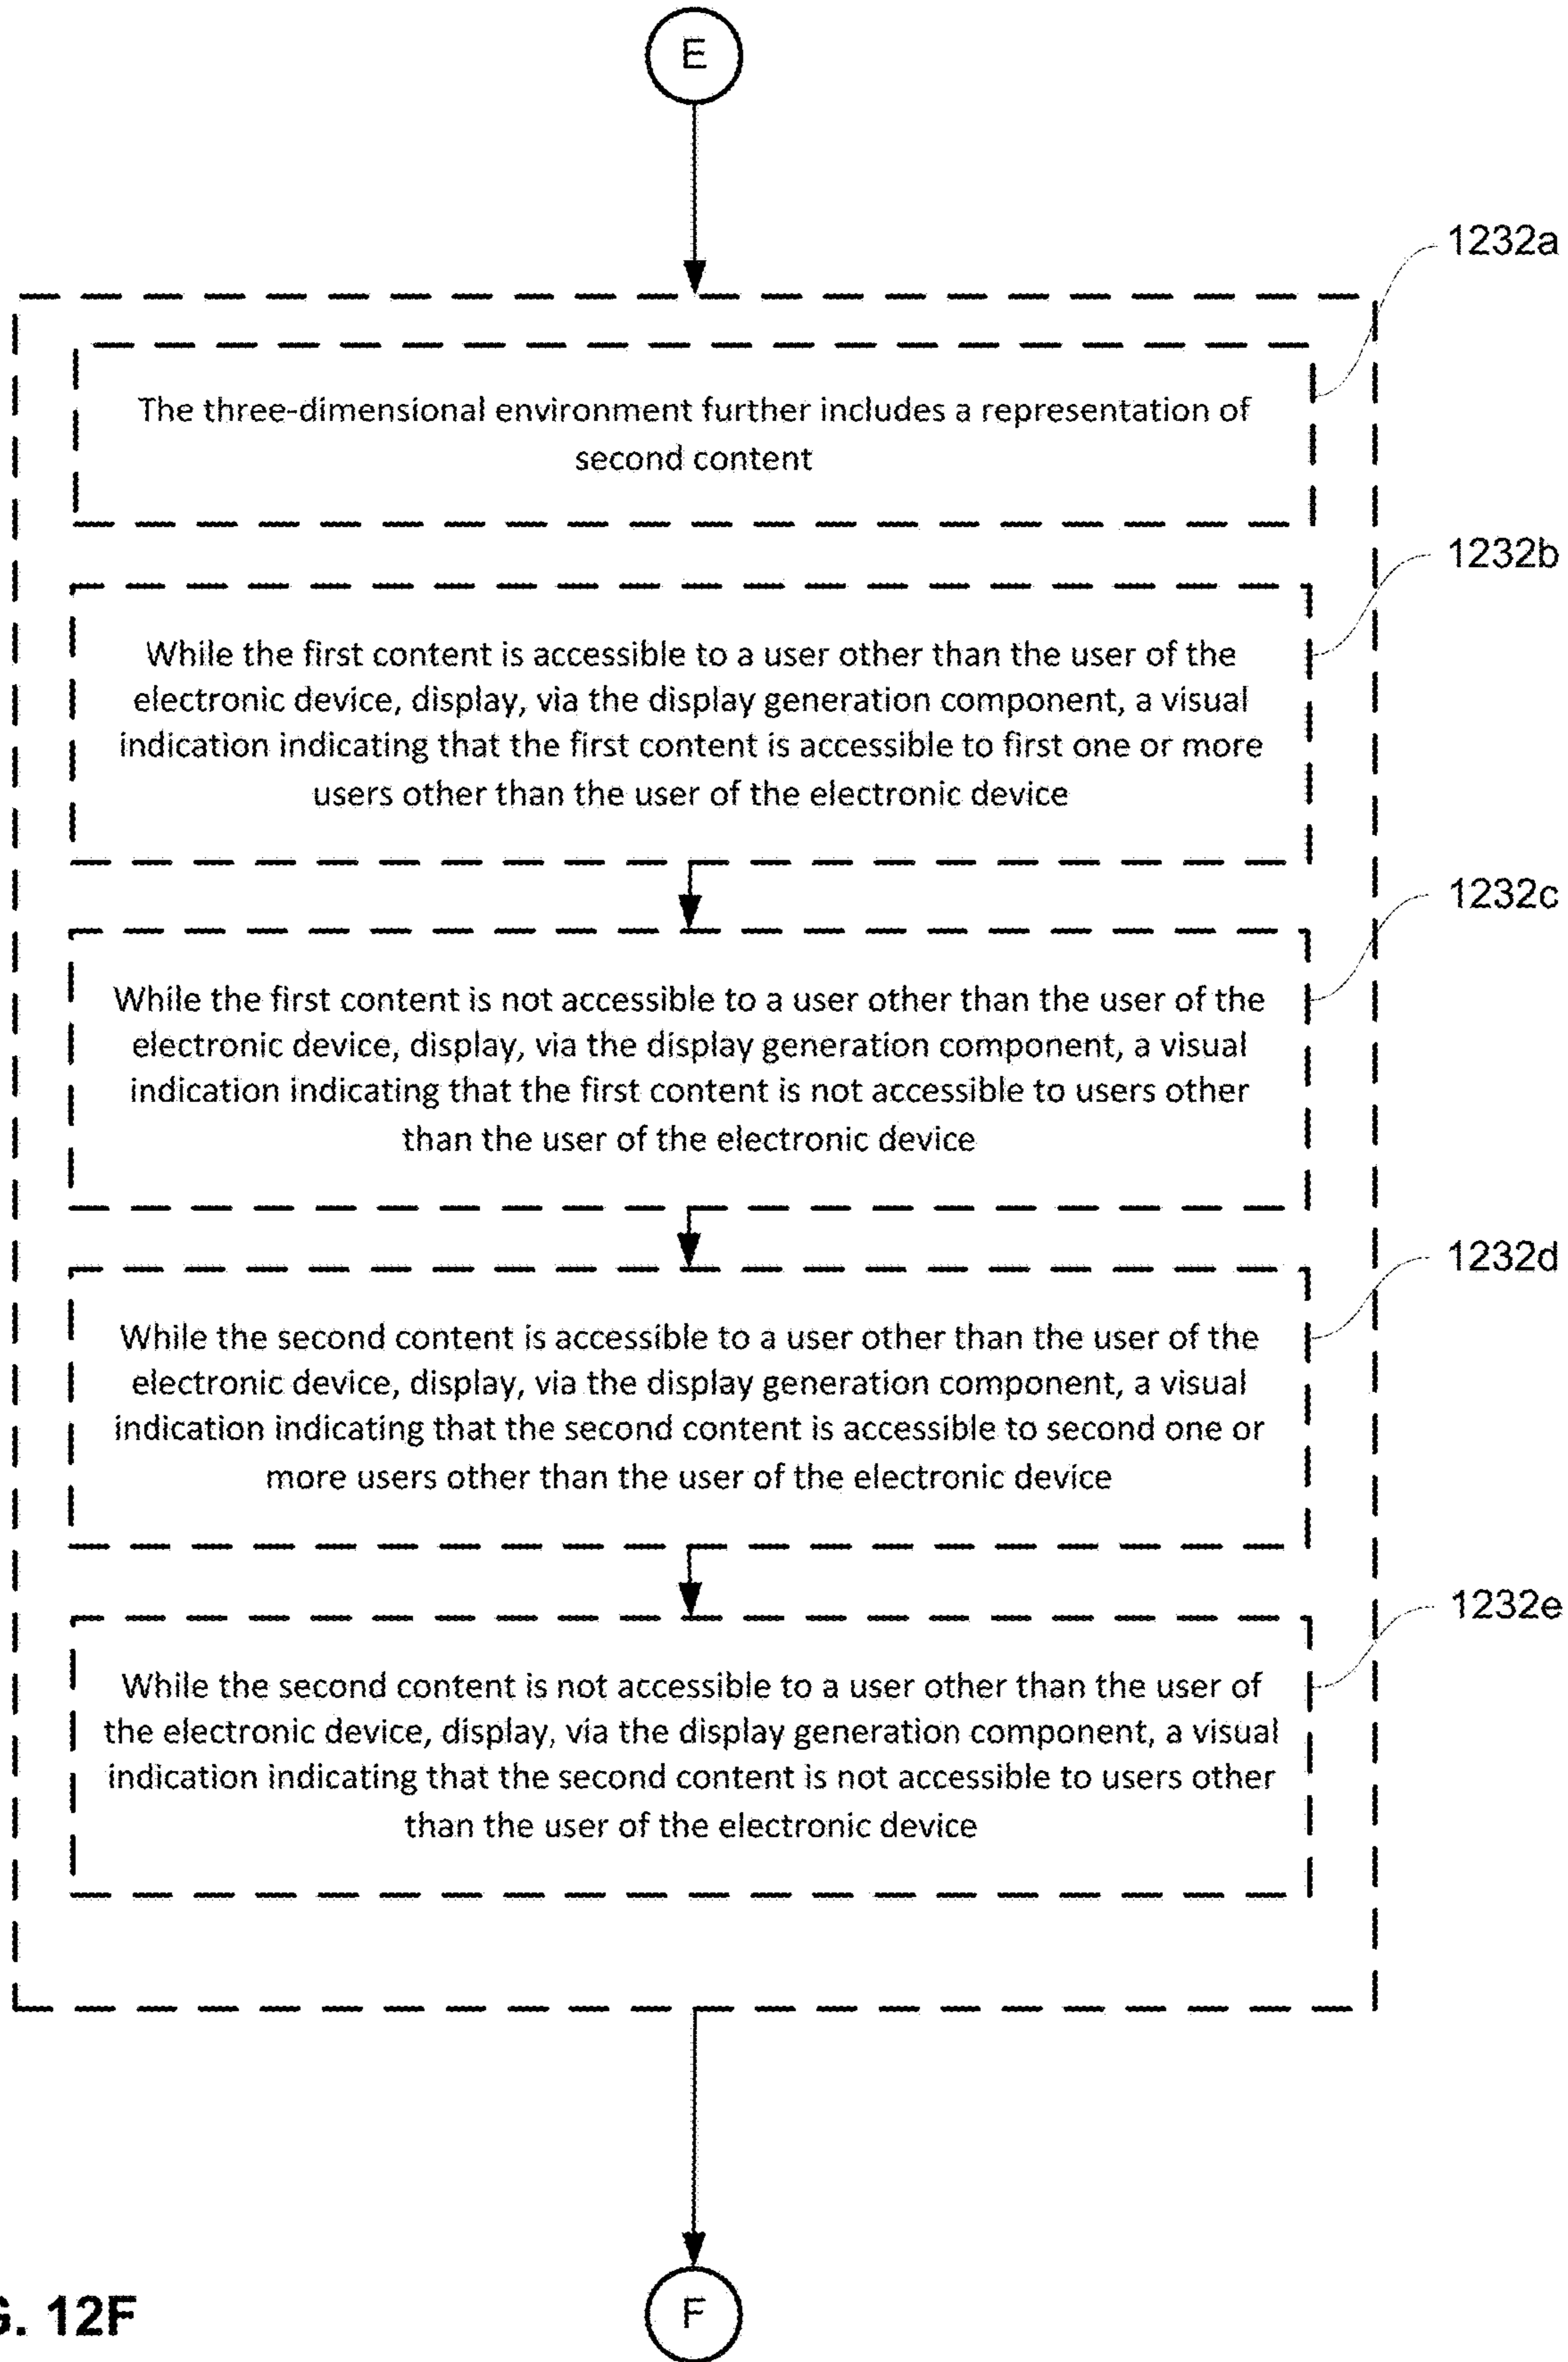 E
1232a
The three-dimensional environment further includes a representation of
second content
1232b
While the first content is accessible to a user other than the user of the
electronic device, display, via the display generation component, a visual
indication indicating that the first content is accessible to first one or more
users other than the user of the electronic device
1232c
While the first content is not accessible to a user other than the user of the
electronic device, display, via the display generation component, a visual
indication indicating that the first content is not accessible to users other
than the user of the electronic device
1232d
While the second content is accessible to a user other than the user of the
electronic device, display, via the display generation component, a visual
indication indicating that the second content is accessible to second one or
more users other than the user of the electronic device
1232e
While the second content is not accessible to a user other than the user of
the electronic device, display, via the display generation component, a visual
indication indicating that the second content is not accessible to users other
than the user of the electronic device
F
G. 12F